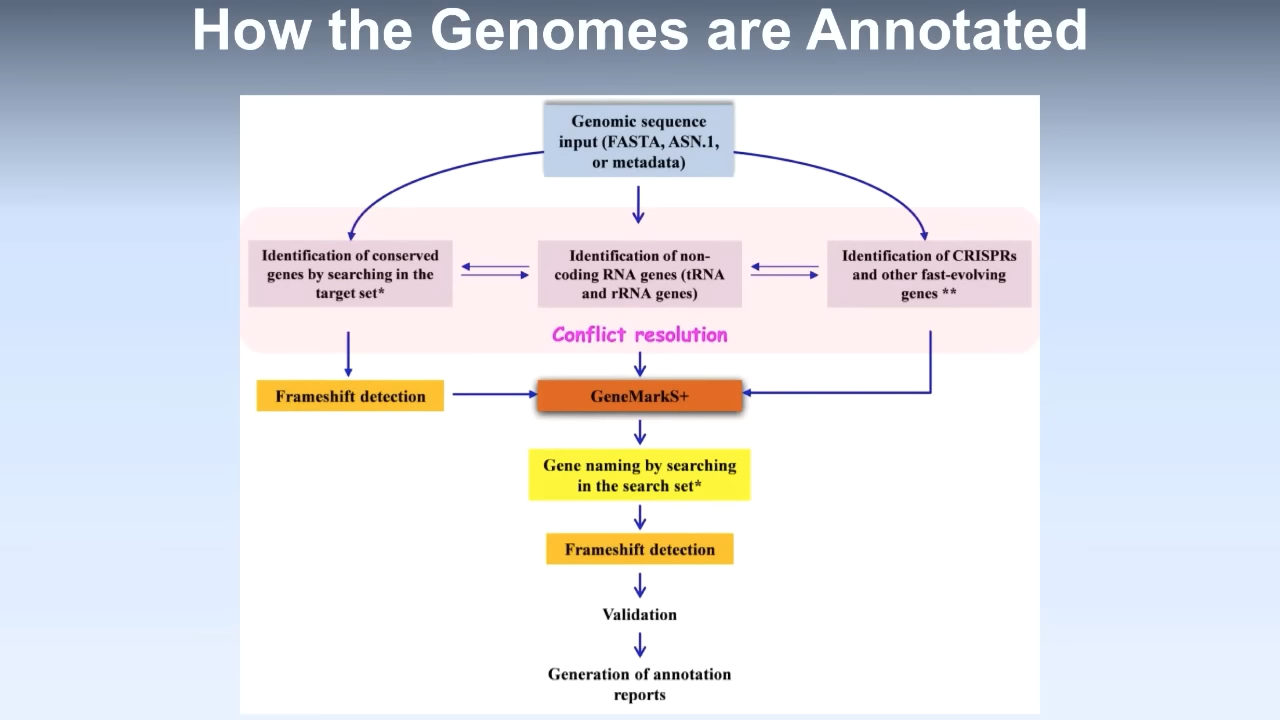 How the Genomes are Annotated
Genomic sequence
input (FASTA, ASN.1,
or metadata)
Identification of conserved
genes by searching in the
target set*
Identification of non-
coding RNA genes (tRNA
and rRNA genes)
Identification of CRISPRs
and other fast-evolving
genes **
Conflict resolution
Frameshift detection
GeneMarkS+
Gene naming by searching
in the search set*
Frameshift detection
Validation
Generation of annotation
reports